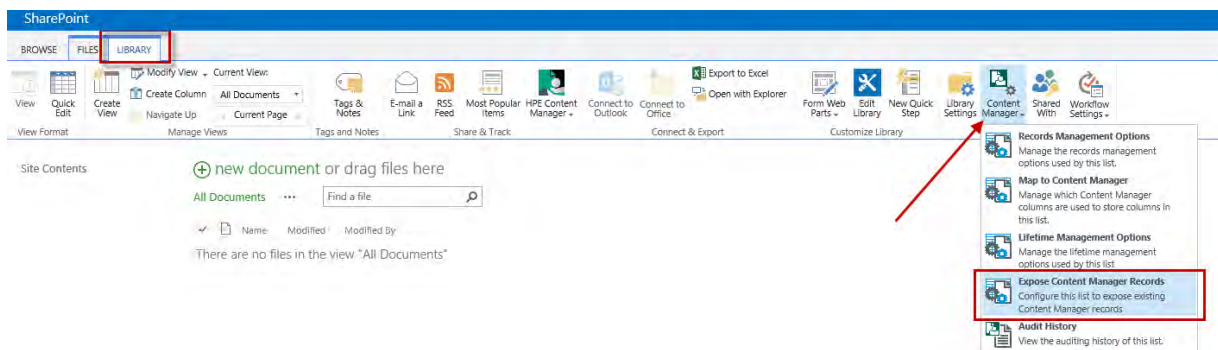 SharePoint
BROWSE FILES LIBRARY
View
Quick Edit
Create View
Modify View
Create Column
Navigate Up
Current View:
All Documents
Current Page
Tags & Notes
E-mail a Link
RSS Feed
Most Popular Items
HPE Content Manager
Connect to Outlook
Connect to Office
Export to Excel
Open with Explorer
Form Web Parts
Edit Library
New Quick Step
Library Settings
Content Manager
Shared With
Workflow Settings
View Format
Manage Views
Tags and Notes
Share & Track
Connect & Export
Customize Library
Site Contents
new document or drag files here
All Documents ... Find a file
Name Modified Modified By
There are no files in the view "All Documents"
Records Management Options
Manage the records management
options used by this list.
Map to Content Manager
Manage which Content Manager
columns are used to store columns in
this list.
Lifetime Management Options
Manage the lifetime management
options used by this list
Expose Content Manager Records
Configure this list to expose existing
Content Manager records
Audit History
View the auditing history of this list.